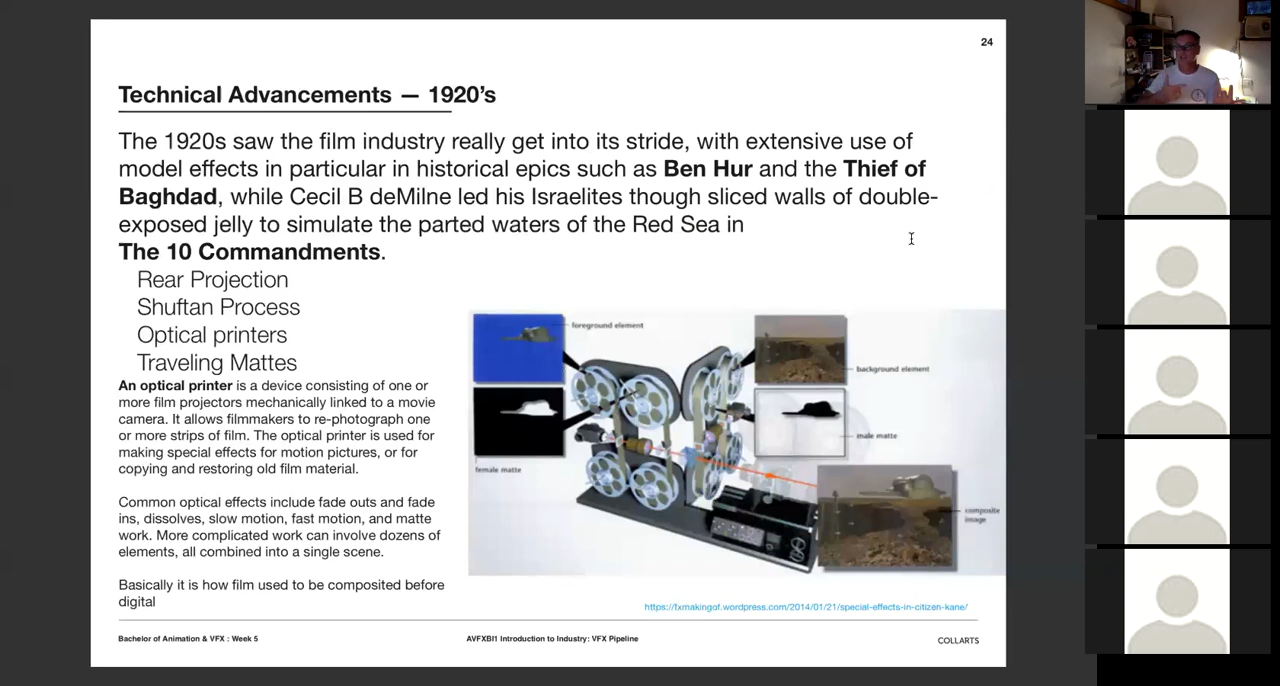 24
Technical Advancements — 1920's
The 1920s saw the film industry really get into its stride, with extensive use of
model effects in particular in historical epics such as Ben Hur and the Thief of
Baghdad, while Cecil B deMilne led his Israelites though sliced walls of double-
exposed jelly to simulate the parted waters of the Red Sea in
The 10 Commandments.
Rear Projection
Shuftan Process
Optical printers
Traveling Mattes
An optical printer is a device consisting of one or
more film projectors mechanically linked to a movie
camera. It allows filmmakers to re-photograph one
or more strips of film. The optical printer is used for
making special effects for motion pictures, or for
copying and restoring old film material.
Common optical effects include fade outs and fade
ins, dissolves, slow motion, fast motion, and matte
work. More complicated work can involve dozens of
elements, all combined into a single scene.
Basically it is how film used to be composited before
digital
foreground element
background element
female matte
male matte
composite
image
https://fxmakingof.wordpress.com/2014/01/21/special-effects-in-citizen-kane/
Bachelor of Animation & VFX : Week 5
AVFXBI1 Introduction to Industry: VFX Pipeline
COLLARTS